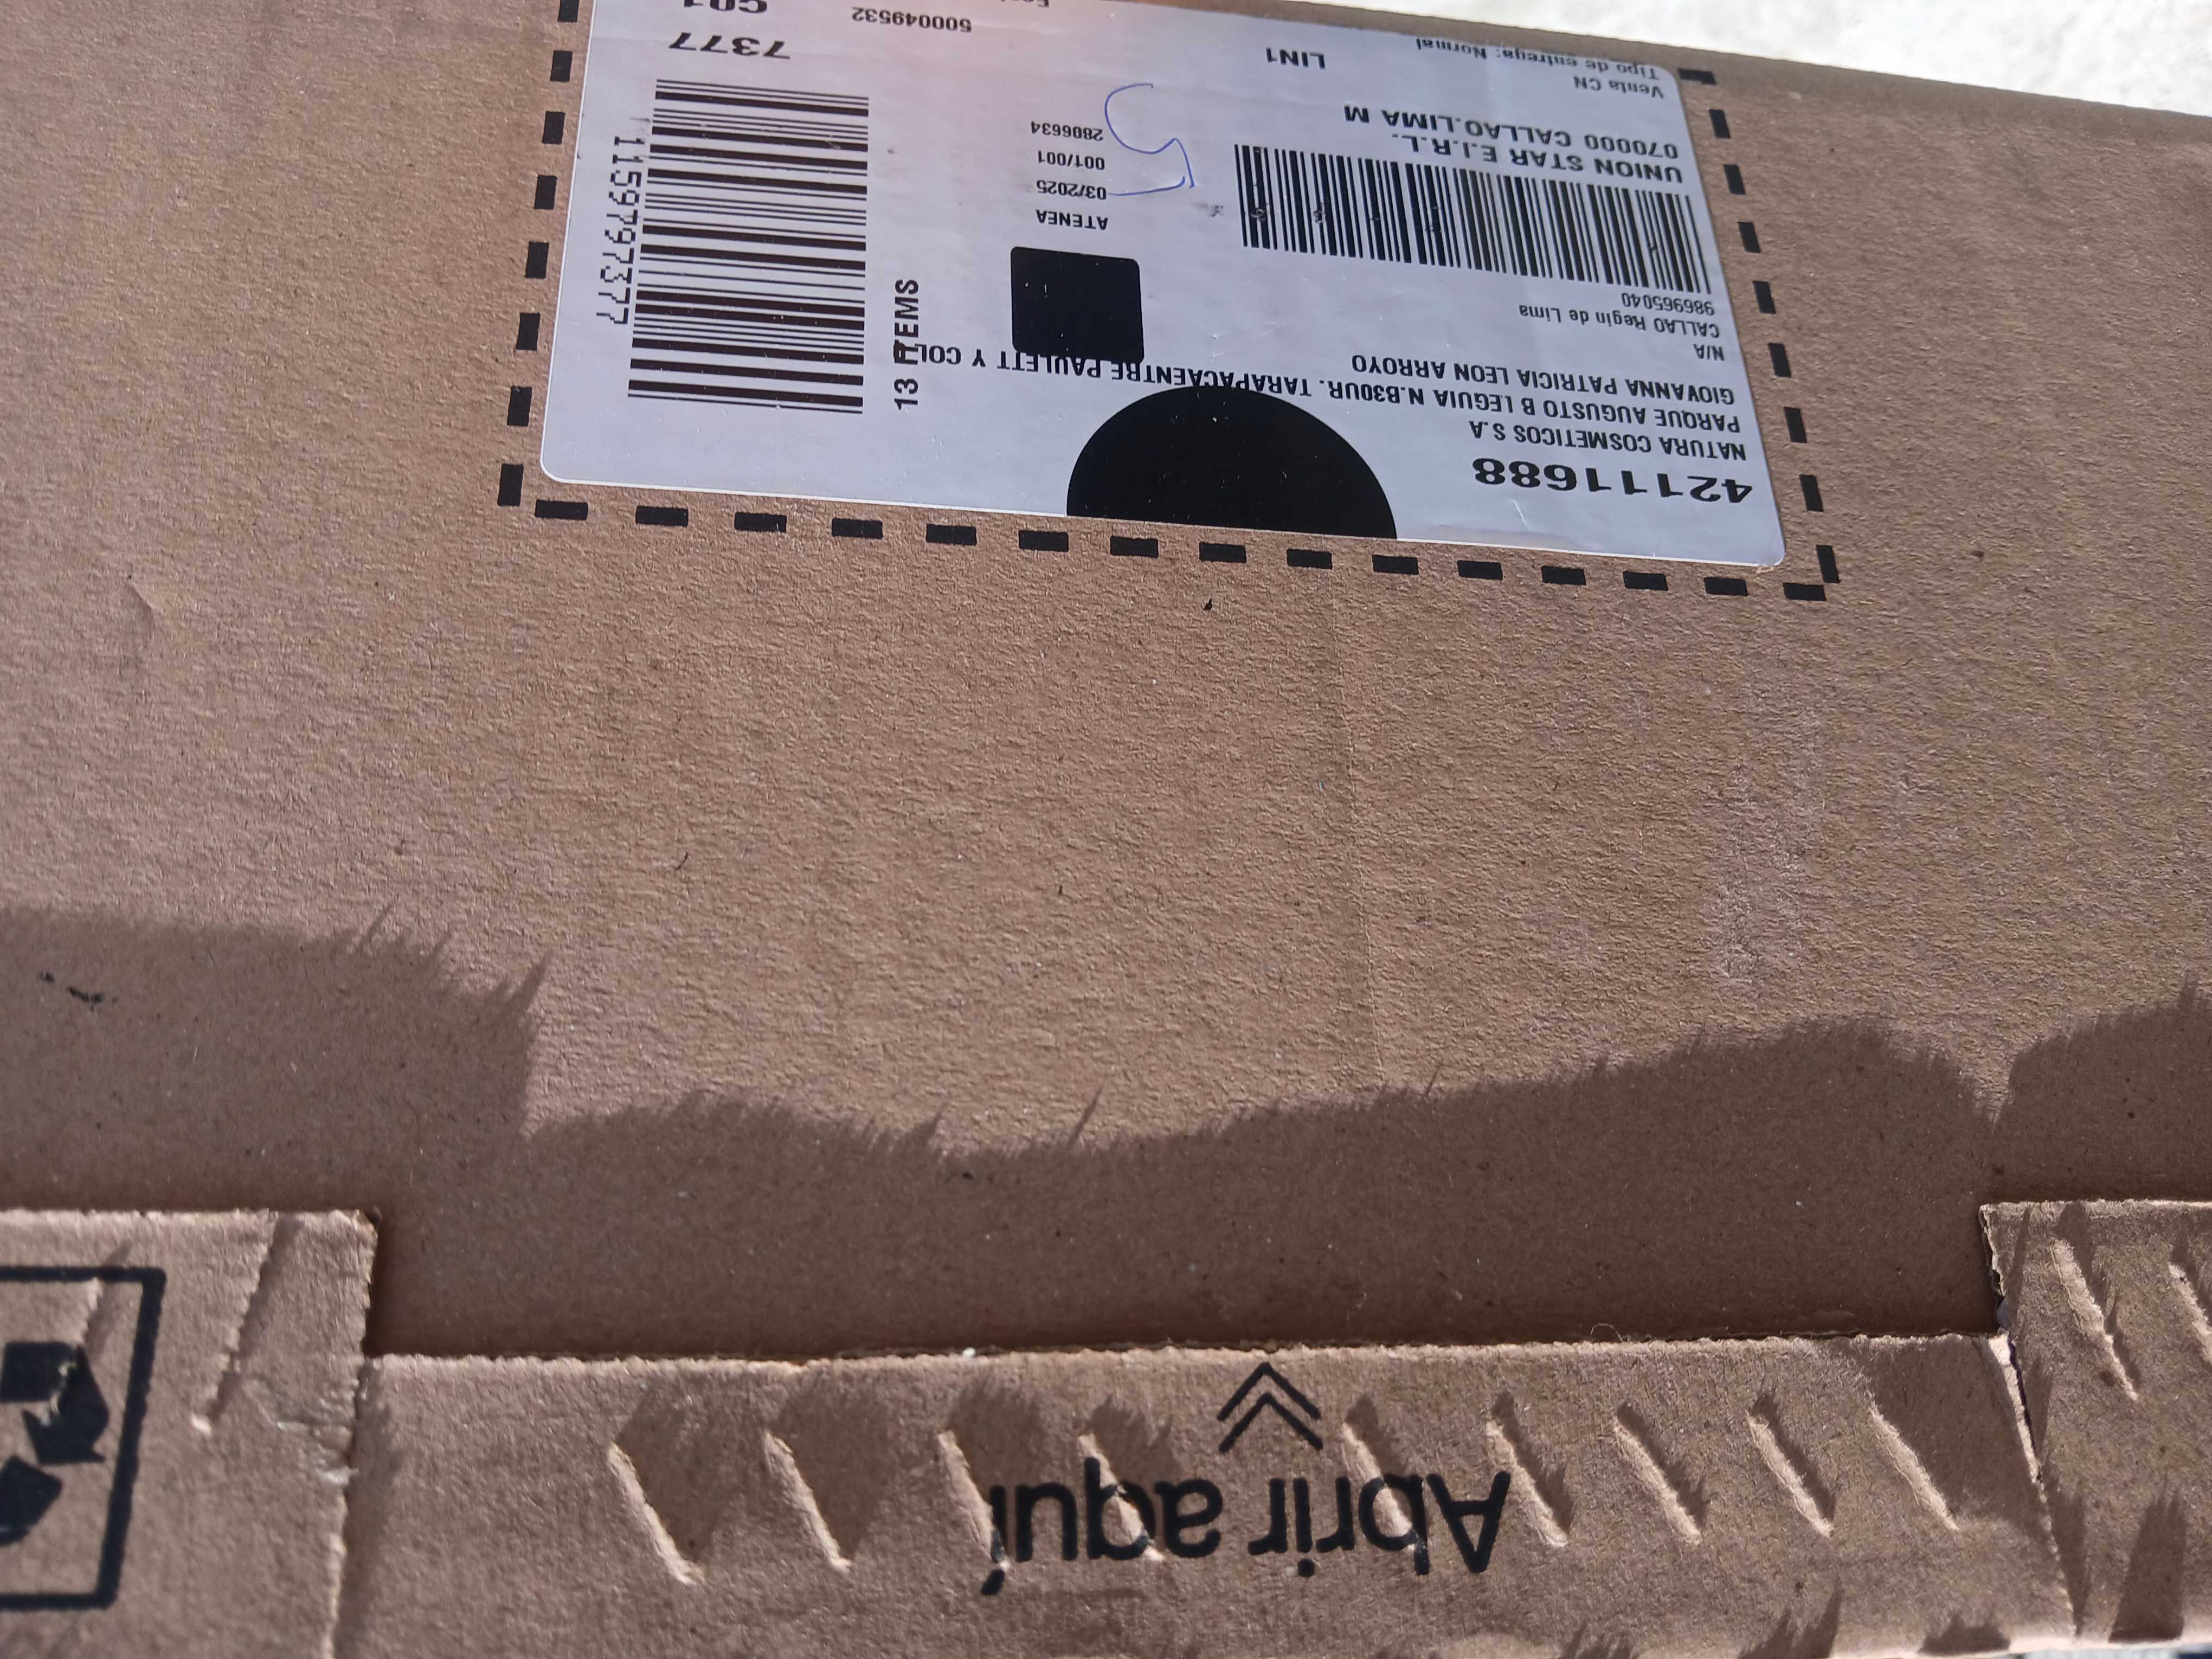 42111688
NATURA COSMETICOS S.A
PARQUE AUGUSTO B LEGUIA N.B30UR. TARAPACAENTRE PAULETT Y COL
GIOVANNA PATRICIA LEON ARROYO
N/A
CALLAO Regin de Lima
986965040
UNION STAR E.I.R.L.
070000 CALLAO.LIMA M
Venta CN
Tipo de entrega: Normal
ATENEA
03/2025
001/001
2806634
LIN1
13 ITEMS
1159797377
7377
500049532
C01
Abrir aquí